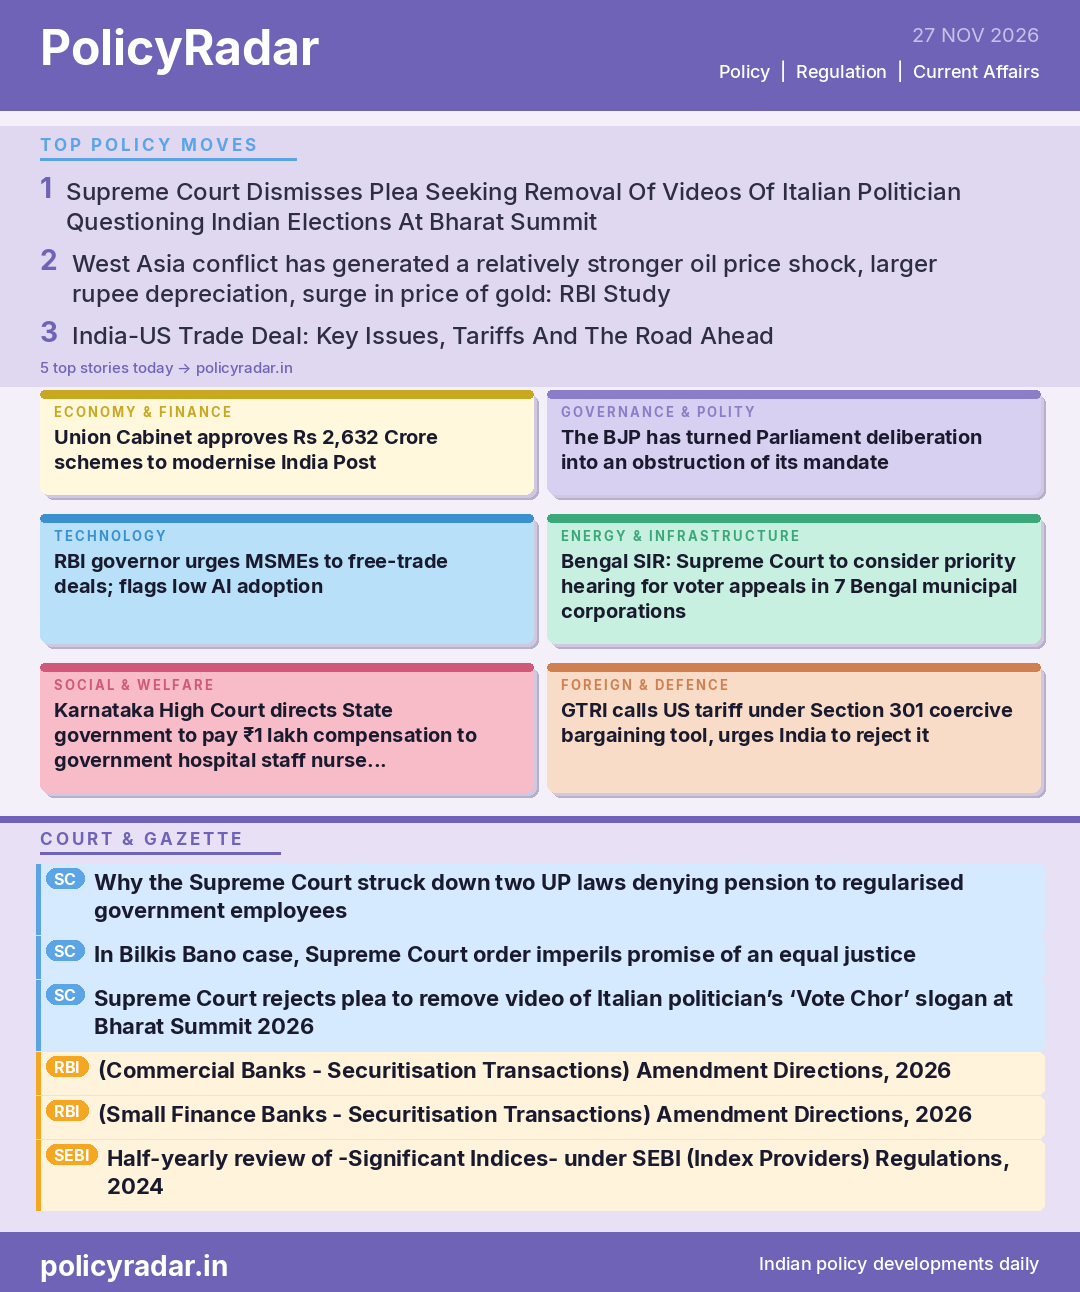 PolicyRadar
27 NOV 2026
Policy | Regulation | Current Affairs
TOP POLICY MOVES
1 Supreme Court Dismisses Plea Seeking Removal Of Videos Of Italian Politician
Questioning Indian Elections At Bharat Summit
2 West Asia conflict has generated a relatively stronger oil price shock, larger
rupee depreciation, surge in price of gold: RBI Study
3 India-US Trade Deal: Key Issues, Tariffs And The Road Ahead
5 top stories today → policyradar.in
ECONOMY & FINANCE
Union Cabinet approves Rs 2,632 Crore
schemes to modernise India Post
GOVERNANCE & POLITY
The BJP has turned Parliament deliberation
into an obstruction of its mandate
TECHNOLOGY
RBI governor urges MSMEs to free-trade
deals; flags low AI adoption
ENERGY & INFRASTRUCTURE
Bengal SIR: Supreme Court to consider priority
hearing for voter appeals in 7 Bengal municipal
corporations
SOCIAL & WELFARE
Karnataka High Court directs State
government to pay ₹1 lakh compensation to
government hospital staff nurse...
FOREIGN & DEFENCE
GTRI calls US tariff under Section 301 coercive
bargaining tool, urges India to reject it
COURT & GAZETTE
SC Why the Supreme Court struck down two UP laws denying pension to regularised
government employees
SC In Bilkis Bano case, Supreme Court order imperils promise of an equal justice
SC Supreme Court rejects plea to remove video of Italian politician’s ‘Vote Chor’ slogan at
Bharat Summit 2026
RBI (Commercial Banks - Securitisation Transactions) Amendment Directions, 2026
RBI (Small Finance Banks - Securitisation Transactions) Amendment Directions, 2026
SEBI Half-yearly review of -Significant Indices- under SEBI (Index Providers) Regulations,
2024
policyradar.in
Indian policy developments daily